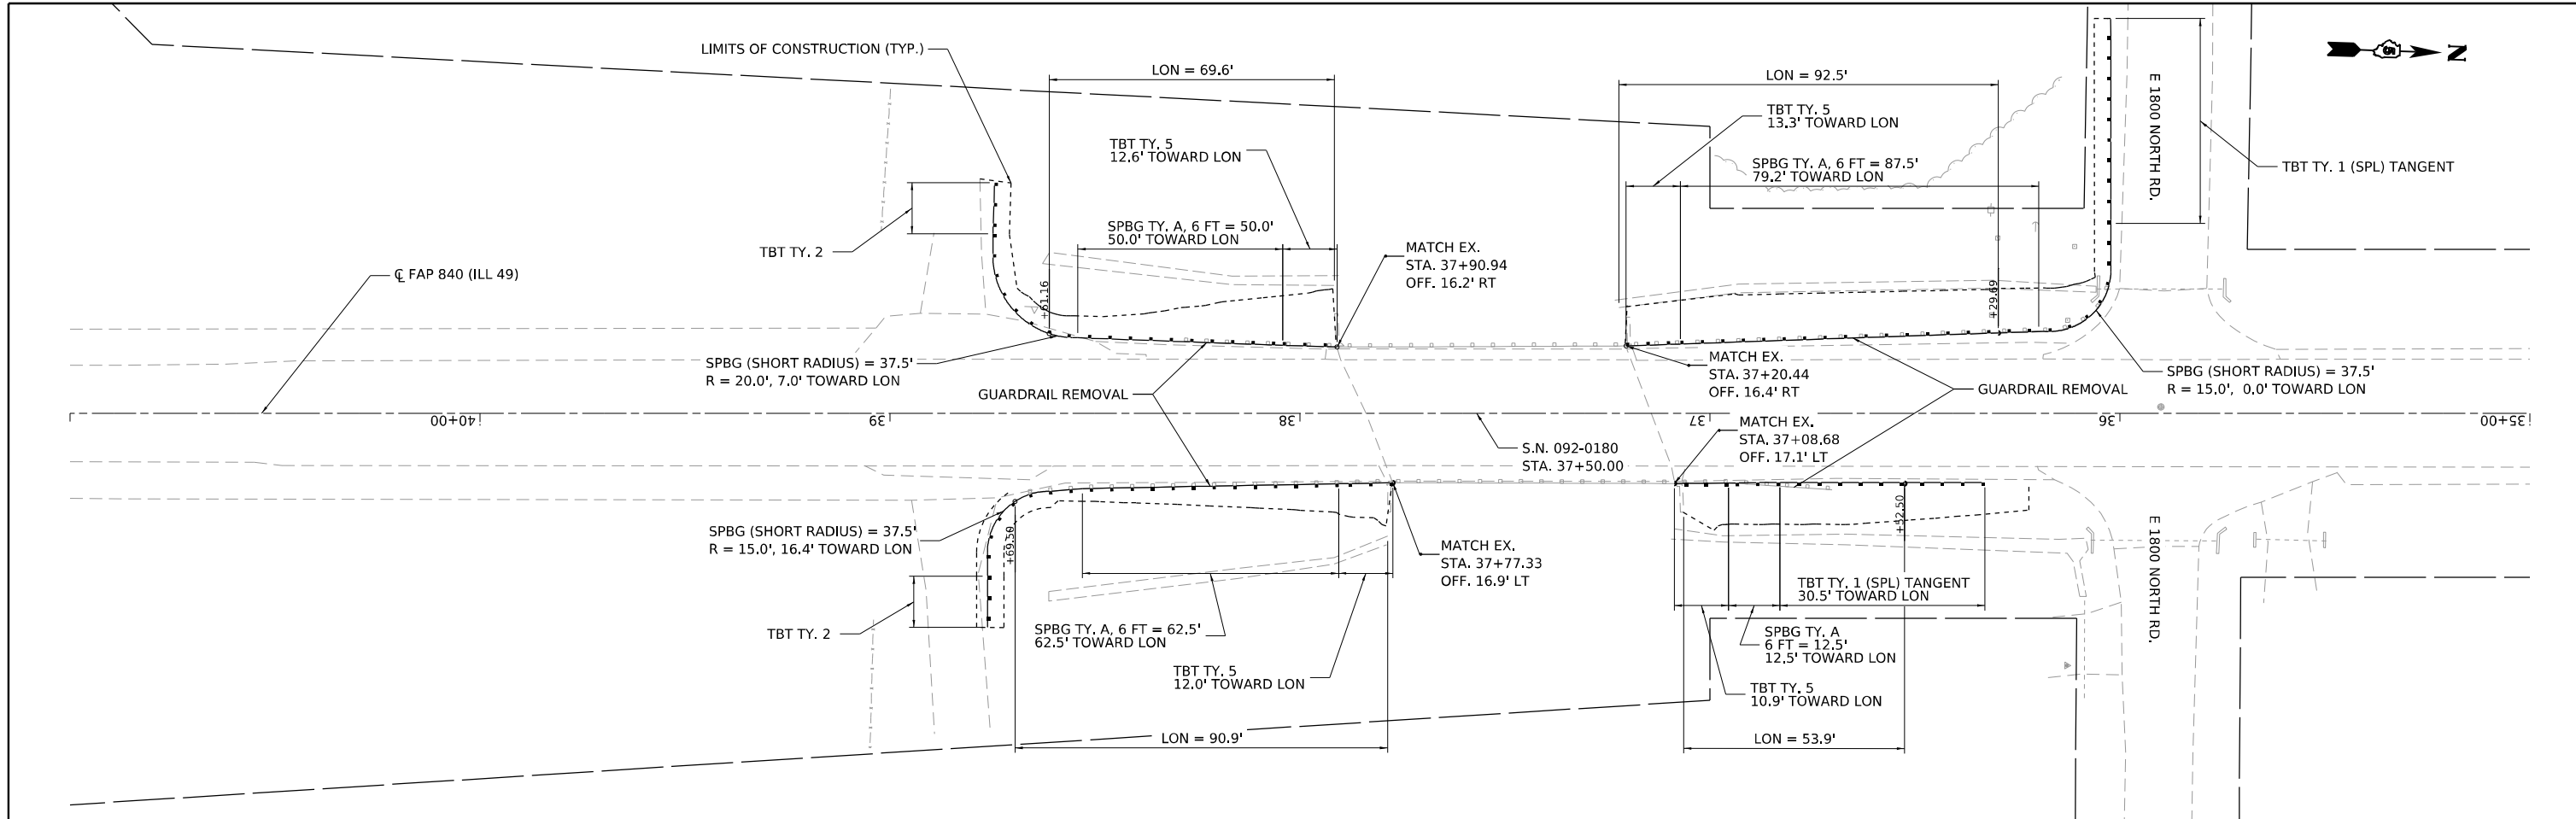 LIMITS OF CONSTRUCTION (TYP.)
LON = 69.6'
LON = 92.5'
N
TBT TY. 5
13.3' TOWARD LON
E 1800 NORTH RD.
TBT TY. 5
12.6' TOWARD LON
SPBG TY. A, 6 FT = 87.5'
79.2' TOWARD LON
TBT TY. 1 (SPL) TANGENT
SPBG TY. A, 6 FT = 50.0'
50.0' TOWARD LON
TBT TY. 2
MATCH EX.
STA. 37+90.94
OFF. 16.2' RT
℄ FAP 840 (ILL 49)
+61.16
+29.69
SPBG (SHORT RADIUS) = 37.5'
R = 20.0', 7.0' TOWARD LON
MATCH EX.
STA. 37+20.44
OFF. 16.4' RT
SPBG (SHORT RADIUS) = 37.5'
R = 15.0', 0.0' TOWARD LON
GUARDRAIL REMOVAL
GUARDRAIL REMOVAL
40+00
39
38
37
36
35+00
MATCH EX.
STA. 37+08.68
OFF. 17.1' LT
S.N. 092-0180
STA. 37+50.00
SPBG (SHORT RADIUS) = 37.5'
R = 15.0', 16.4' TOWARD LON
+69.50
+52.50
MATCH EX.
STA. 37+77.33
OFF. 16.9' LT
E 1800 NORTH RD.
TBT TY. 1 (SPL) TANGENT
30.5' TOWARD LON
TBT TY. 2
SPBG TY. A, 6 FT = 62.5'
62.5' TOWARD LON
SPBG TY. A
6 FT = 12.5'
12.5' TOWARD LON
TBT TY. 5
12.0' TOWARD LON
TBT TY. 5
10.9' TOWARD LON
LON = 90.9'
LON = 53.9'